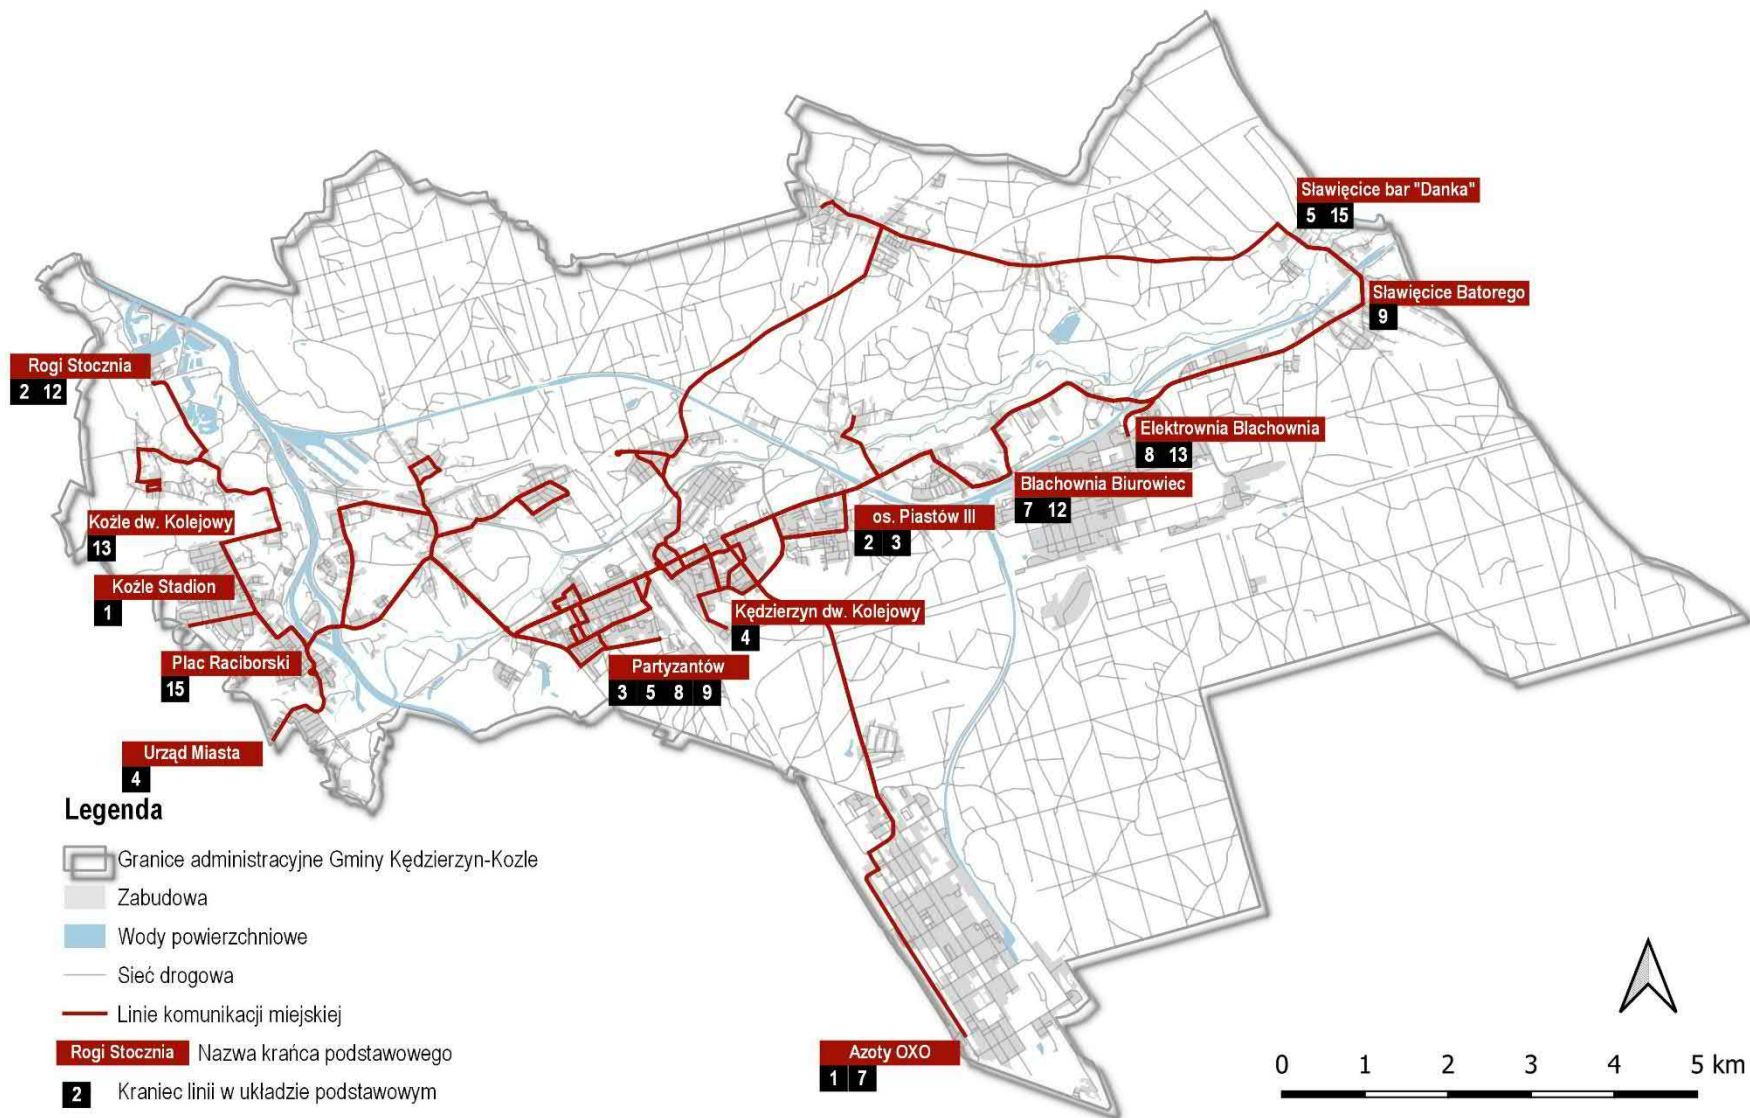 Sławięcice bar "Danka"
5 15
Sławięcice Batorego
9
Rogi Stocznia
2 12
Elektrownia Blachownia
8 13
Blachownia Biurowiec
7 12
os. Piastów III
2 3
Koźle dw. Kolejowy
13
Koźle Stadion
1
Kędzierzyn dw. Kolejowy
4
Plac Raciborski
15
Partyzantów
3 5 8 9
Urząd Miasta
4
Legenda
Granice administracyjne Gminy Kędzierzyn-Kozle
Zabudowa
Wody powierzchniowe
Sieć drogowa
Linie komunikacji miejskiej
Rogi Stocznia Nazwa krańca podstawowego
2 Kraniec linii w układzie podstawowym
Azoty OXO
1 7
0 1 2 3 4 5 km